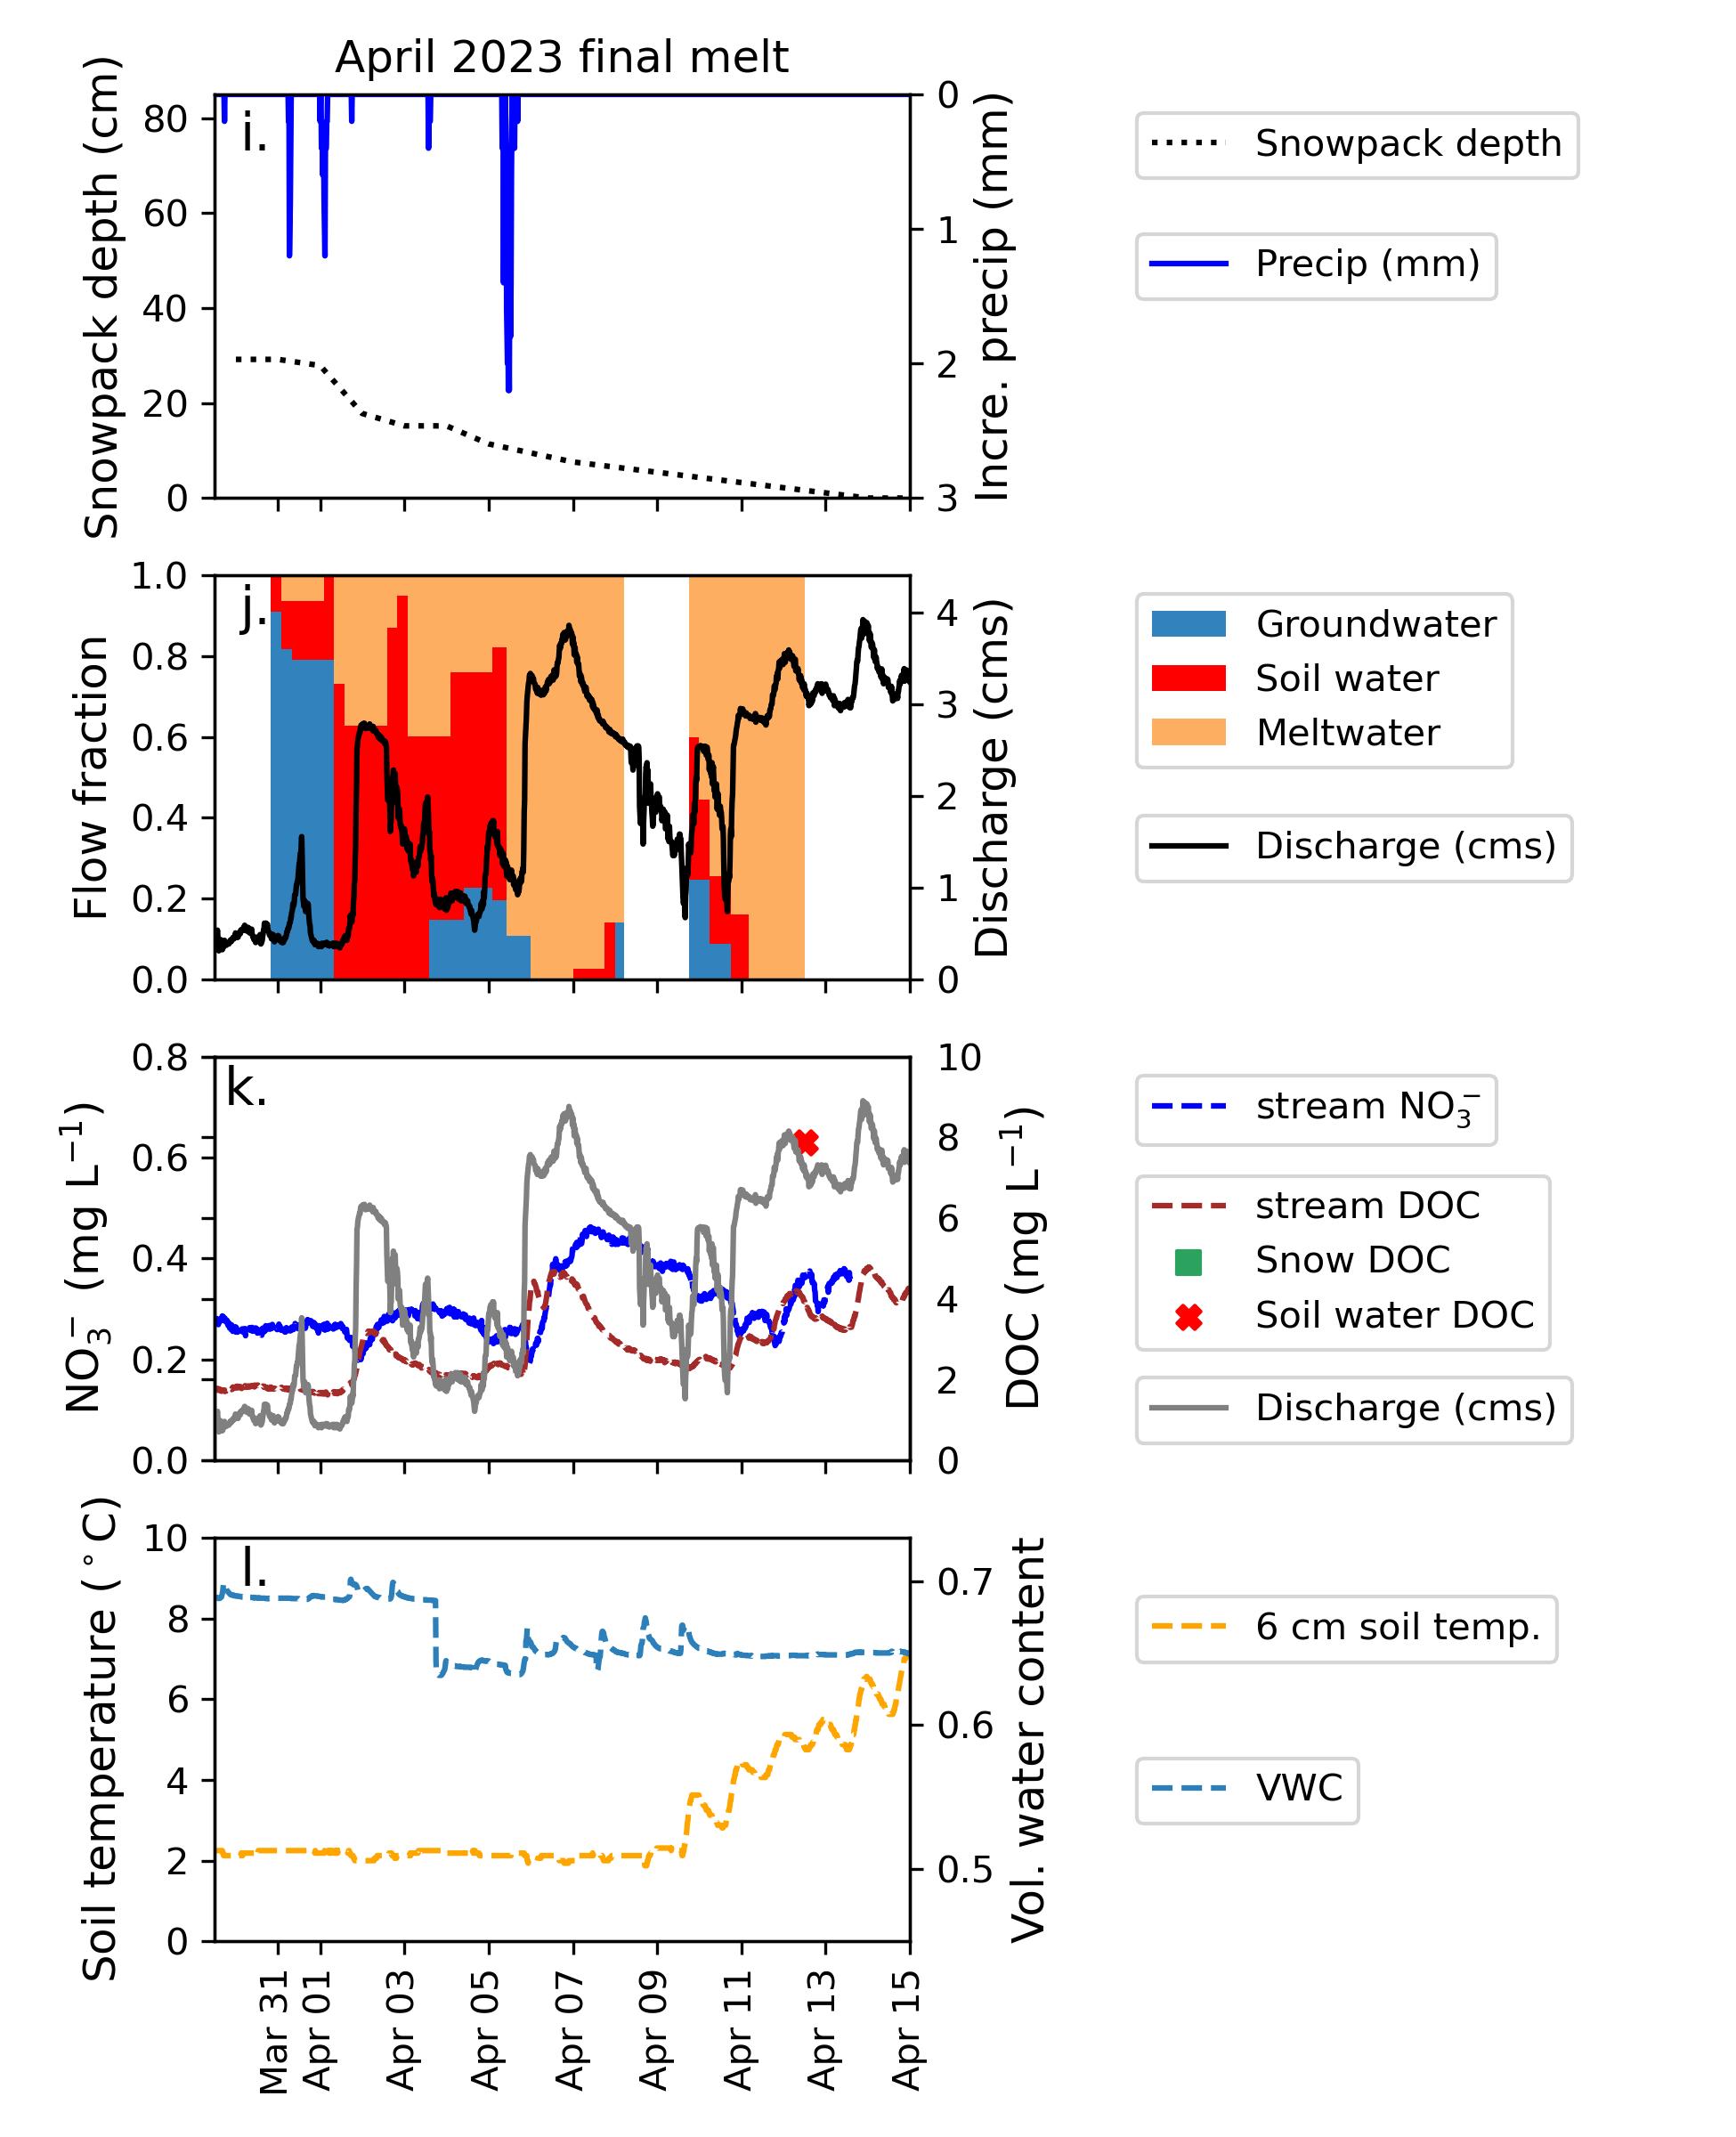 April 2023 final melt
i.
Snowpack depth (cm)
80
60
40
20
0
0
1
2
3
Incre. precip (mm)
Snowpack depth
Precip (mm)
j.
Flow fraction
1.0
0.8
0.6
0.4
0.2
0.0
4
3
2
1
0
Discharge (cms)
Groundwater
Soil water
Meltwater
Discharge (cms)
k.
NO₃⁻ (mg L⁻¹)
0.8
0.6
0.4
0.2
0.0
10
8
6
4
2
0
DOC (mg L⁻¹)
stream NO₃⁻
stream DOC
Snow DOC
Soil water DOC
Discharge (cms)
l.
Soil temperature (°C)
10
8
6
4
2
0
0.7
0.6
0.5
Vol. water content
6 cm soil temp.
VWC
Mar 31
Apr 01
Apr 03
Apr 05
Apr 07
Apr 09
Apr 11
Apr 13
Apr 15